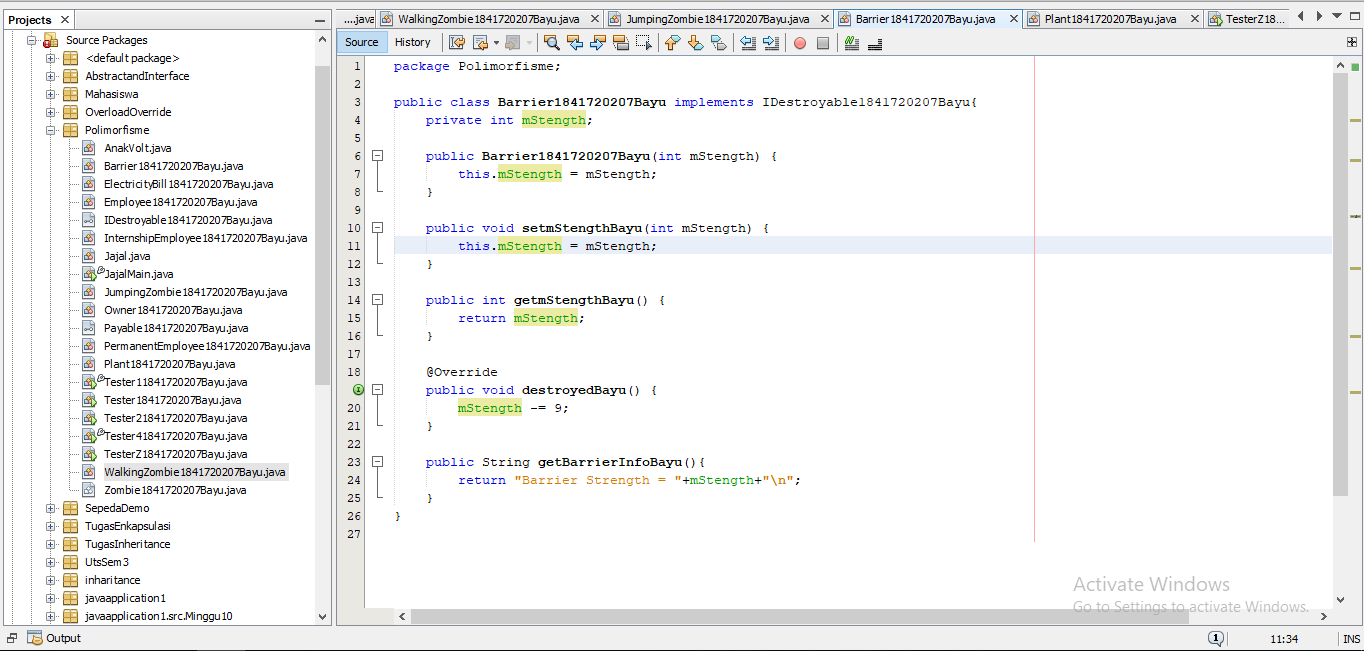 Projects
Source Packages
<default package>
AbstractandInterface
Mahasiswa
OverloadOverride
Polimorfisme
AnakVolt.java
Barrier1841720207Bayu.java
ElectricityBill1841720207Bayu.java
Employee1841720207Bayu.java
IDestroyable1841720207Bayu.java
InternshipEmployee1841720207Bayu.java
Jajal.java
JajalMain.java
JumpingZombie1841720207Bayu.java
Owner1841720207Bayu.java
Payable1841720207Bayu.java
PermanentEmployee1841720207Bayu.java
Plant1841720207Bayu.java
Tester11841720207Bayu.java
Tester1841720207Bayu.java
Tester21841720207Bayu.java
Tester41841720207Bayu.java
TesterZ1841720207Bayu.java
WalkingZombie1841720207Bayu.java
Zombie1841720207Bayu.java
SepedaDemo
TugasEnkapsulasi
TugasInheritance
UtsSem3
inharitance
javaapplication1
javaapplication1.src.Minggu10
....java WalkingZombie1841720207Bayu.java JumpingZombie1841720207Bayu.java Barrier1841720207Bayu.java Plant1841720207Bayu.java TesterZ18...
Source History
1 package Polimorfisme;
2
3 public class Barrier1841720207Bayu implements IDestroyable1841720207Bayu{
4 private int mStength;
5
6 public Barrier1841720207Bayu(int mStength) {
7 this.mStength = mStength;
8 }
9
10 public void setmStengthBayu(int mStength) {
11 this.mStength = mStength;
12 }
13
14 public int getmStengthBayu() {
15 return mStength;
16 }
17
18 @Override
public void destroyedBayu() {
20 mStength -= 9;
21 }
22
23 public String getBarrierInfoBayu(){
24 return "Barrier Strength = "+mStength+"\n";
25 }
26 }
27
Activate Windows
Go to Settings to activate Windows.
Output 1 11:34 INS